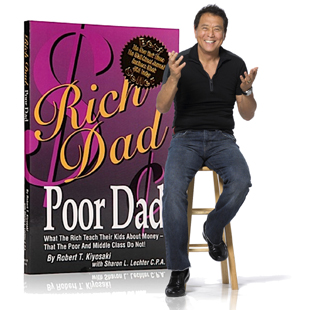 Rich
Dad
Poor Dad
What The Rich Teach Their Kids About Money –
That The Poor And Middle Class Do Not!
By Robert T. Kiyosaki
with Sharon L. Lechter C.P.A.
Rich Dad Poor Dad